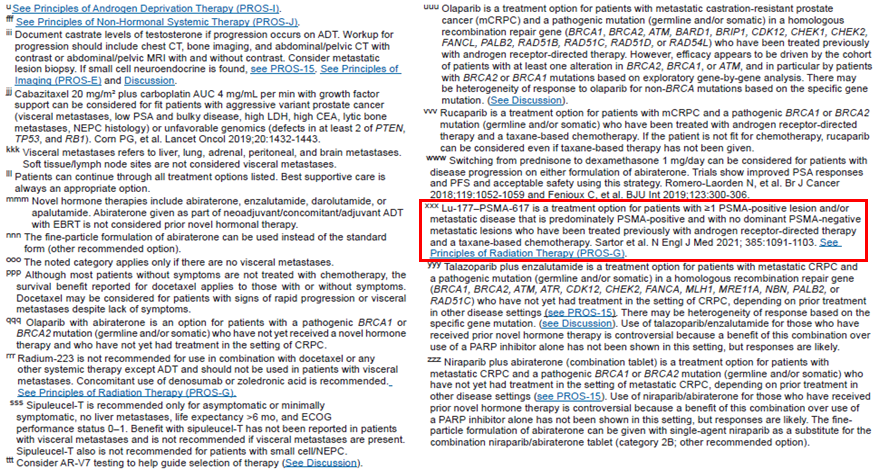 u See Principles of Androgen Deprivation Therapy (PROS-I).
fff See Principles of Non-Hormonal Systemic Therapy (PROS-J).
iii Document castrate levels of testosterone if progression occurs on ADT. Workup for
progression should include chest CT, bone imaging, and abdominal/pelvic CT with
contrast or abdominal/pelvic MRI with and without contrast. Consider metastatic
lesion biopsy. If small cell neuroendocrine is found, see PROS-15. See Principles of
Imaging (PROS-E) and Discussion.
jjj Cabazitaxel 20 mg/m² plus carboplatin AUC 4 mg/mL per min with growth factor
support can be considered for fit patients with aggressive variant prostate cancer
(visceral metastases, low PSA and bulky disease, high LDH, high CEA, lytic bone
metastases, NEPC histology) or unfavorable genomics (defects in at least 2 of PTEN,
TP53, and RB1). Corn PG, et al. Lancet Oncol 2019;20:1432-1443.
kkk Visceral metastases refers to liver, lung, adrenal, peritoneal, and brain metastases.
Soft tissue/lymph node sites are not considered visceral metastases.
lll Patients can continue through all treatment options listed. Best supportive care is
always an appropriate option.
mmm Novel hormone therapies include abiraterone, enzalutamide, darolutamide, or
apalutamide. Abiraterone given as part of neoadjuvant/concomitant/adjuvant ADT
with EBRT is not considered prior novel hormonal therapy.
nnn The fine-particle formulation of abiraterone can be used instead of the standard
form (other recommended option).
ooo The noted category applies only if there are no visceral metastases.
ppp Although most patients without symptoms are not treated with chemotherapy, the
survival benefit reported for docetaxel applies to those with or without symptoms.
Docetaxel may be considered for patients with signs of rapid progression or visceral
metastases despite lack of symptoms.
qqq Olaparib with abiraterone is an option for patients with a pathogenic BRCA1 or
BRCA2 mutation (germline and/or somatic) who have not yet received a novel hormone
therapy and who have not yet had treatment in the setting of CRPC.
rrr Radium-223 is not recommended for use in combination with docetaxel or any
other systemic therapy except ADT and should not be used in patients with visceral
metastases. Concomitant use of denosumab or zoledronic acid is recommended.
See Principles of Radiation Therapy (PROS-G).
sss Sipuleucel-T is recommended only for asymptomatic or minimally
symptomatic, no liver metastases, life expectancy >6 mo, and ECOG
performance status 0–1. Benefit with sipuleucel-T has not been reported in patients
with visceral metastases and is not recommended if visceral metastases are present.
Sipuleucel-T also is not recommended for patients with small cell/NEPC.
ttt Consider AR-V7 testing to help guide selection of therapy (See Discussion).
uuu Olaparib is a treatment option for patients with metastatic castration-resistant prostate
cancer (mCRPC) and a pathogenic mutation (germline and/or somatic) in a homologous
recombination repair gene (BRCA1, BRCA2, ATM, BARD1, BRIP1, CDK12, CHEK1, CHEK2,
FANCL, PALB2, RAD51B, RAD51C, RAD51D, or RAD54L) who have been treated previously
with androgen receptor-directed therapy. However, efficacy appears to be driven by the cohort
of patients with at least one alteration in BRCA2, BRCA1, or ATM, and in particular by patients
with BRCA2 or BRCA1 mutations based on exploratory gene-by-gene analysis. There may
be heterogeneity of response to olaparib for non-BRCA mutations based on the specific gene
mutation. (See Discussion).
vvv Rucaparib is a treatment option for patients with mCRPC and a pathogenic BRCA1 or BRCA2
mutation (germline and/or somatic) who have been treated with androgen receptor-directed
therapy and a taxane-based chemotherapy. If the patient is not fit for chemotherapy, rucaparib
can be considered even if taxane-based therapy has not been given.
www Switching from prednisone to dexamethasone 1 mg/day can be considered for patients with
disease progression on either formulation of abiraterone. Trials show improved PSA responses
and PFS and acceptable safety using this strategy. Romero-Laorden N, et al. Br J Cancer
2018;119:1052-1059 and Fenioux C, et al. BJU Int 2019;123:300-306.
xxx Lu-177–PSMA-617 is a treatment option for patients with ≥1 PSMA-positive lesion and/or
metastatic disease that is predominately PSMA-positive and with no dominant PSMA-negative
metastatic lesions who have been treated previously with androgen receptor-directed therapy
and a taxane-based chemotherapy. Sartor et al. N Engl J Med 2021; 385:1091-1103. See
Principles of Radiation Therapy (PROS-G).
yyy Talazoparib plus enzalutamide is a treatment option for patients with metastatic CRPC and
a pathogenic mutation (germline and/or somatic) in a homologous recombination repair gene
(BRCA1, BRCA2, ATM, ATR, CDK12, CHEK2, FANCA, MLH1, MRE11A, NBN, PALB2, or
RAD51C) who have not yet had treatment in the setting of CRPC, depending on prior treatment
in other disease settings (see PROS-15). There may be heterogeneity of response based on the
specific gene mutation. (see Discussion). Use of talazoparib/enzalutamide for those who have
received prior novel hormone therapy is controversial because a benefit of this combination over
use of a PARP inhibitor alone has not been shown in this setting, but responses are likely.
zzz Niraparib plus abiraterone (combination tablet) is a treatment option for patients with
metastatic CRPC and a pathogenic BRCA1 or BRCA2 mutation (germline and/or somatic) who
have not yet had treatment in the setting of metastatic CRPC, depending on prior treatment in
other disease settings (see PROS-15). Use of niraparib/abiraterone for those who have received
prior novel hormone therapy is controversial because a benefit of this combination over use of
a PARP inhibitor alone has not been shown in this setting, but responses are likely. The fine-
particle formulation of abiraterone can be given with single-agent niraparib as a substitute for the
combination niraparib/abiraterone tablet (category 2B; other recommended option).